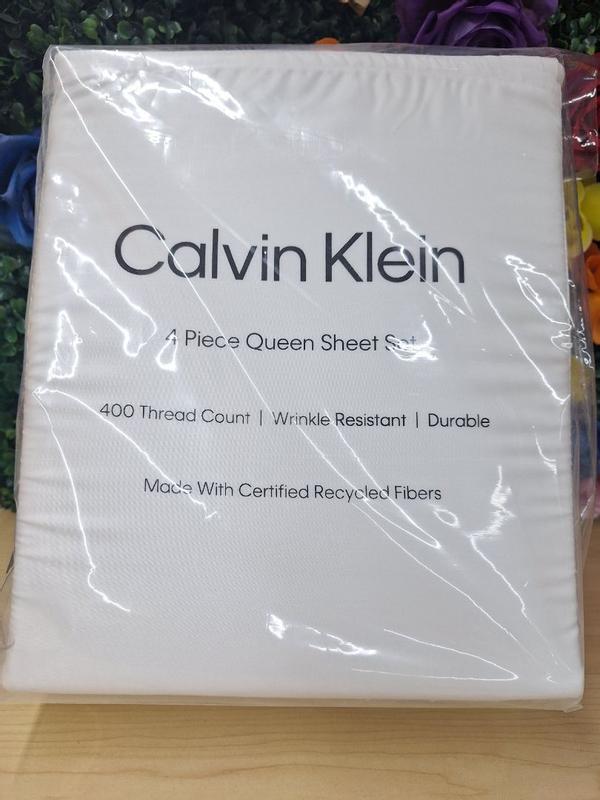 Calvin Klein
4 Piece Queen Sheet Set
400 Thread Count | Wrinkle Resistant | Durable
Made With Certified Recycled Fibers